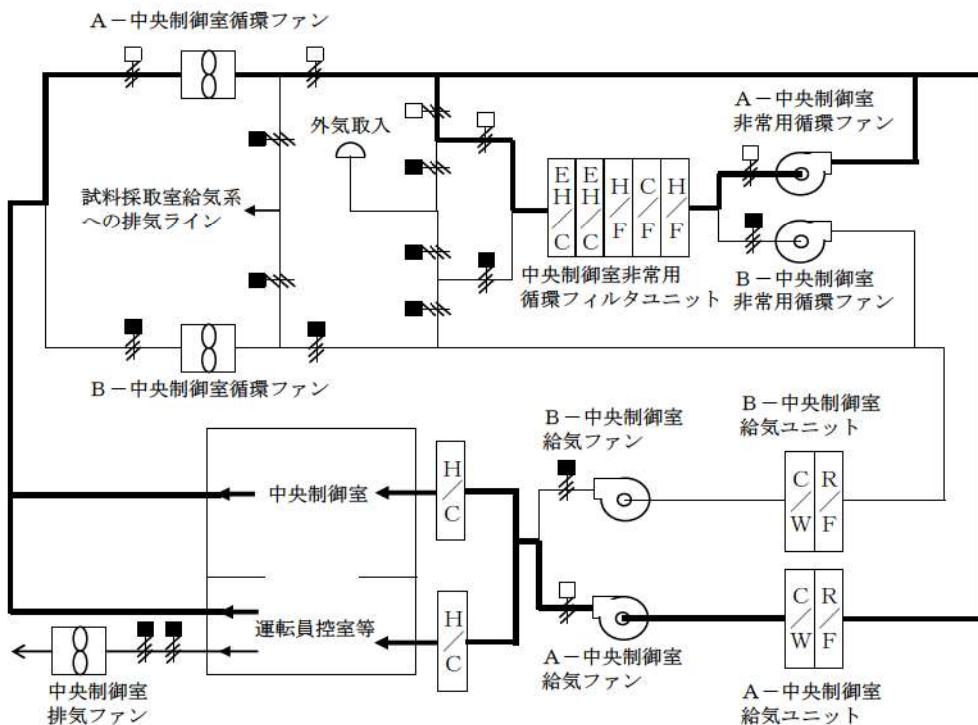 A－中央制御室循環ファン
外気取入
A－中央制御室
非常用循環ファン
試料採取室給気系
への排気ライン
E
H
／
C
E
H
／
C
H
／
F
C
／
F
H
／
F
中央制御室非常用
循環フィルタユニット
B－中央制御室
非常用循環ファン
B－中央制御室循環ファン
B－中央制御室
給気ファン
B－中央制御室
給気ユニット
中央制御室
H
／
C
C
／
W
R
／
F
運転員控室等
H
／
C
C
／
W
R
／
F
中央制御室
排気ファン
A－中央制御室
給気ファン
A－中央制御室
給気ユニット